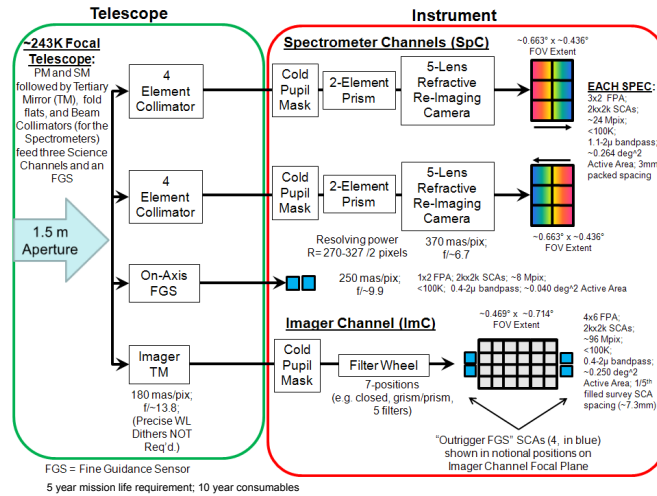 Telescope
Instrument
~243K Focal
Telescope:
PM and SM
followed by Tertiary
Mirror (TM), fold
flats, and Beam
Collimators (for the
Spectrometers)
feed three Science
Channels and an
FGS
1.5 m
Aperture
4
Element
Collimator
4
Element
Collimator
On-Axis
FGS
Imager
TM
180 mas/pix;
f/~13.8;
(Precise WL
Dithers NOT
Req'd.)
Spectrometer Channels (SpC)
Cold
Pupil
Mask
2-Element
Prism
5-Lens
Refractive
Re-Imaging
Camera
~0.663° x ~0.436°
FOV Extent
EACH SPEC:
3x2 FPA;
2kx2k SCAs;
~24 Mpix;
<100K;
1.1-2µ bandpass;
~0.264 deg^2
Active Area; 3mm
packed spacing
Cold
Pupil
Mask
2-Element
Prism
5-Lens
Refractive
Re-Imaging
Camera
~0.663° x ~0.436°
FOV Extent
Resolving power
R= 270-327 /2 pixels
370 mas/pix;
f/~6.7
250 mas/pix;
f/~9.9
1x2 FPA; 2kx2k SCAs; ~8 Mpix;
<100K; 0.4-2µ bandpass; ~0.040 deg^2 Active Area
Imager Channel (ImC)
Cold
Pupil
Mask
Filter Wheel
7-positions
(e.g. closed, grism/prism,
5 filters)
~0.469° x ~0.714°
FOV Extent
4x6 FPA;
2kx2k SCAs;
~96 Mpix;
<100K;
0.4-2µ bandpass;
~0.250 deg^2
Active Area; 1/5th
filled survey SCA
spacing (~7.3mm)
"Outrigger FGS" SCAs (4, in blue)
shown in notional positions on
Imager Channel Focal Plane
FGS = Fine Guidance Sensor
5 year mission life requirement; 10 year consumables